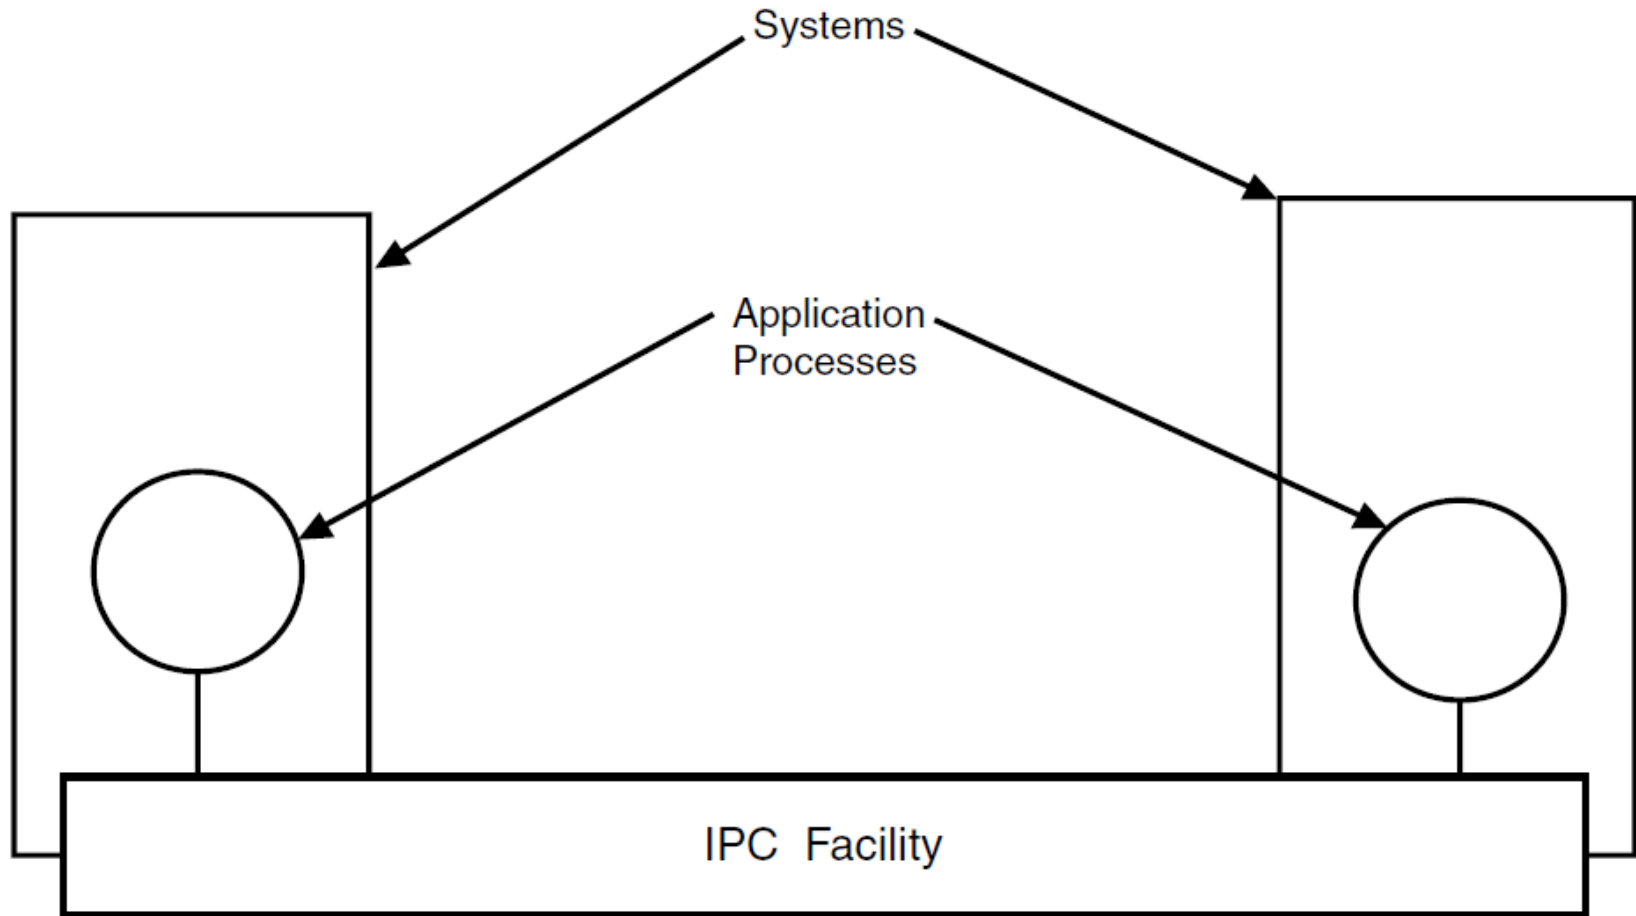 Systems
Application
Processes
IPC Facility